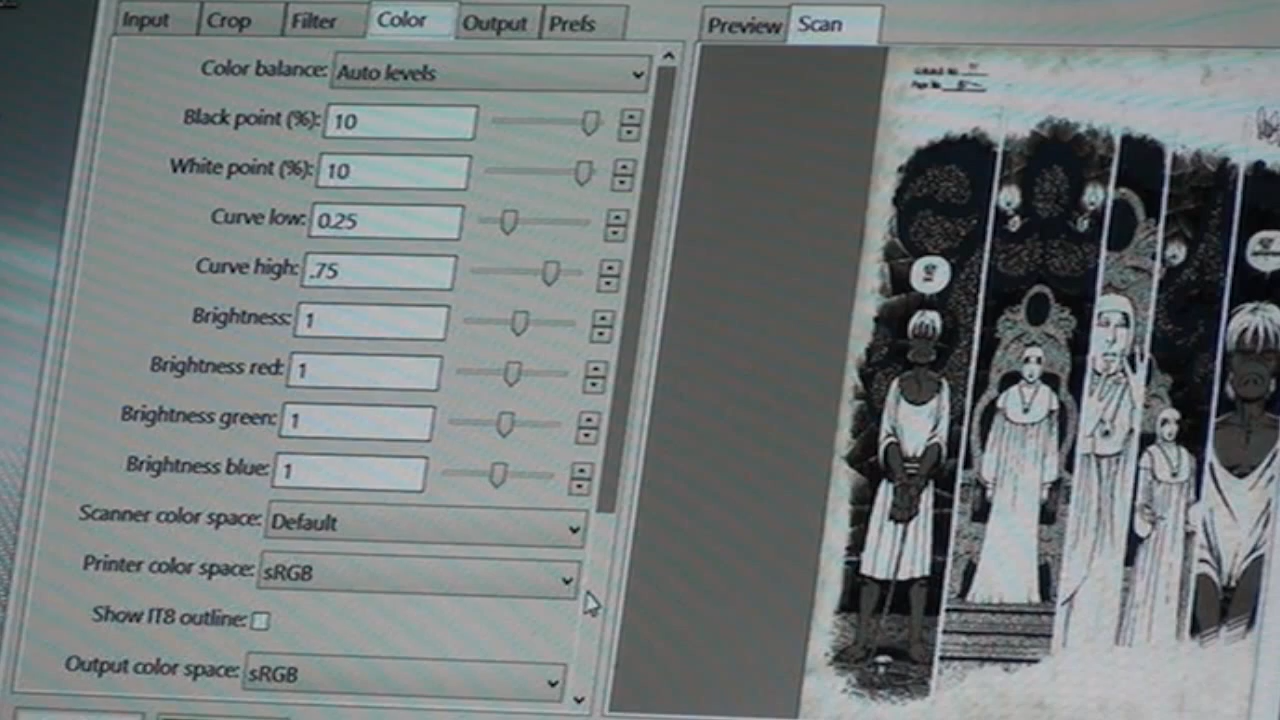 Input Crop Filter Color Output Prefs
Preview Scan
Color balance: Auto levels
Black point (%): 10
White point (%): 10
Curve low: 0.25
Curve high: .75
Brightness: 1
Brightness red: 1
Brightness green: 1
Brightness blue: 1
Scanner color space: Default
Printer color space: sRGB
Show IT8 outline:
Output color space: sRGB